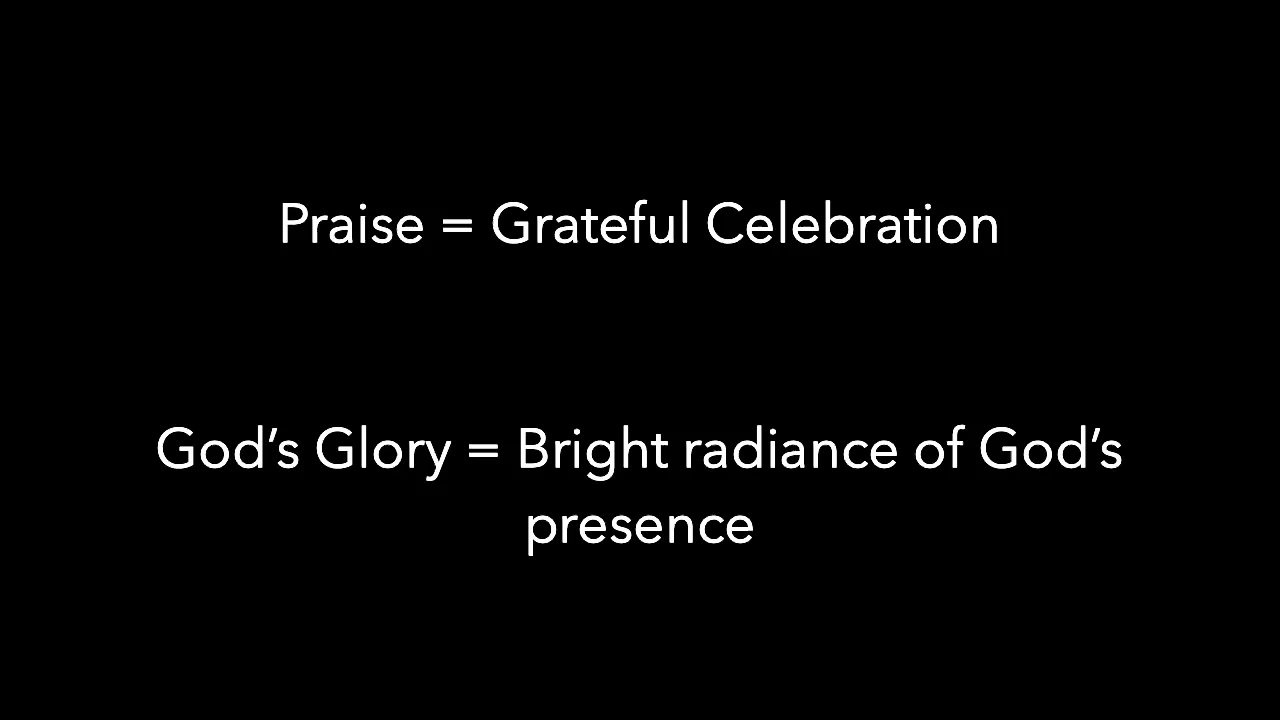 Praise = Grateful Celebration
God’s Glory = Bright radiance of God’s
presence